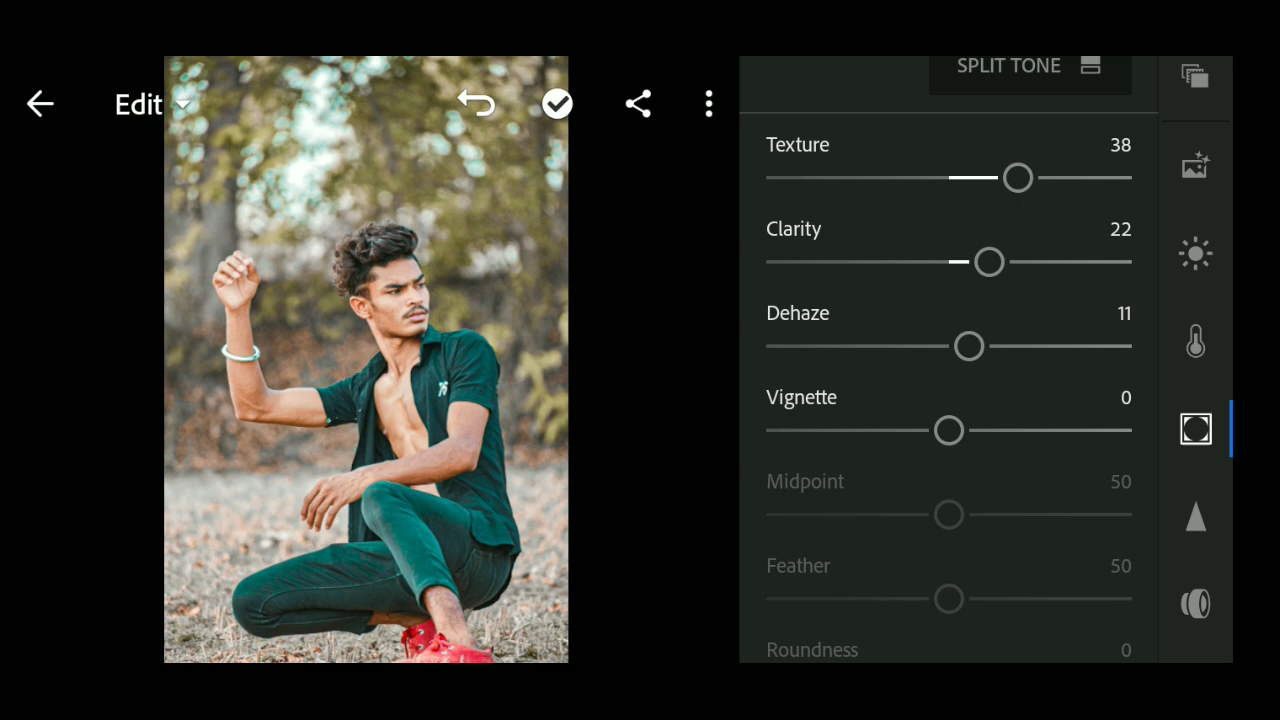 Edit
SPLIT TONE
Texture 38
Clarity 22
Dehaze 11
Vignette 0
Midpoint 50
Feather 50
Roundness 0